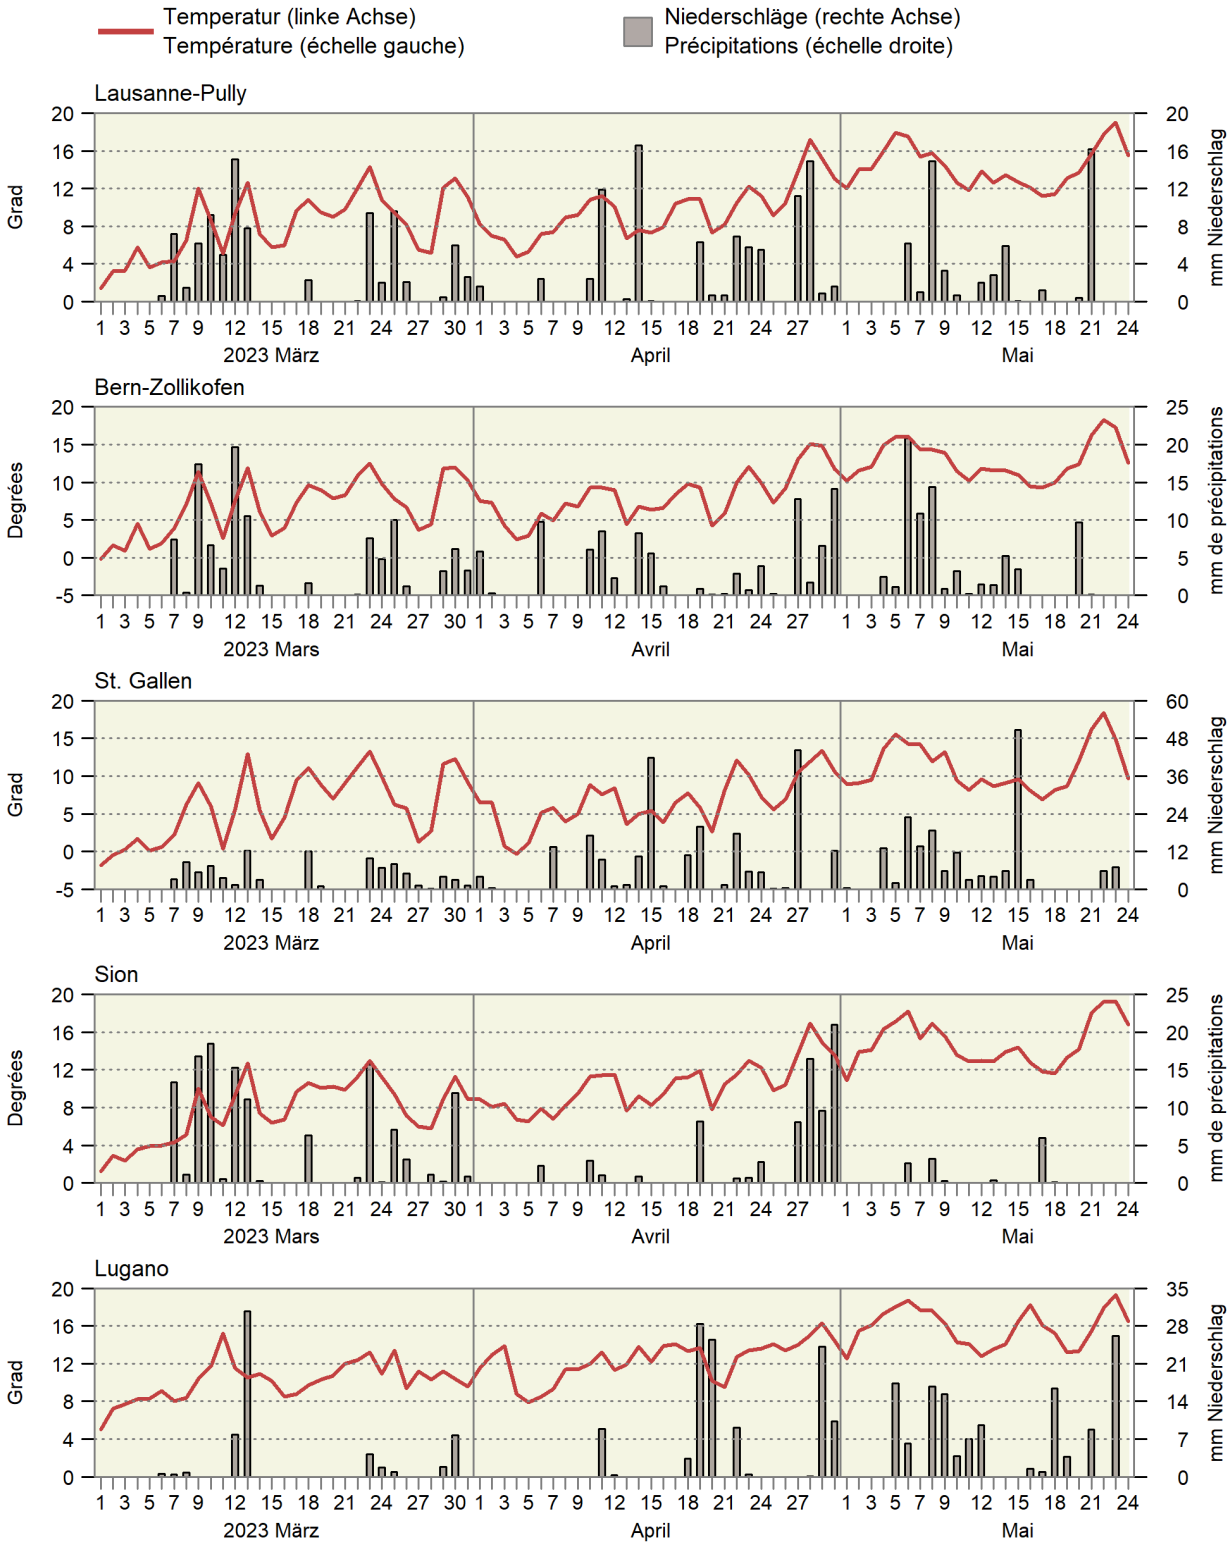 Temperatur (linke Achse)
Température (échelle gauche)
Niederschläge (rechte Achse)
Précipitations (échelle droite)
Lausanne-Pully
20
16
12
8
4
0
Grad
20
16
12
8
4
0
mm Niederschlag
1 3 5 7 9 12 15 18 21 24 27 30 1 3 5 7 9 12 15 18 21 24 27 1 3 5 7 9 12 15 18 21 24
2023 März April Mai
Bern-Zollikofen
20
15
10
5
0
-5
Degrées
25
20
15
10
5
0
mm de précipitations
1 3 5 7 9 12 15 18 21 24 27 30 1 3 5 7 9 12 15 18 21 24 27 1 3 5 7 9 12 15 18 21 24
2023 Mars Avril Mai
St. Gallen
20
15
10
5
0
-5
Grad
60
48
36
24
12
0
mm Niederschlag
1 3 5 7 9 12 15 18 21 24 27 30 1 3 5 7 9 12 15 18 21 24 27 1 3 5 7 9 12 15 18 21 24
2023 März April Mai
Sion
20
16
12
8
4
0
Degrées
25
20
15
10
5
0
mm de précipitations
1 3 5 7 9 12 15 18 21 24 27 30 1 3 5 7 9 12 15 18 21 24 27 1 3 5 7 9 12 15 18 21 24
2023 Mars Avril Mai
Lugano
20
16
12
8
4
0
Grad
35
28
21
14
7
0
mm Niederschlag
1 3 5 7 9 12 15 18 21 24 27 30 1 3 5 7 9 12 15 18 21 24 27 1 3 5 7 9 12 15 18 21 24
2023 März April Mai